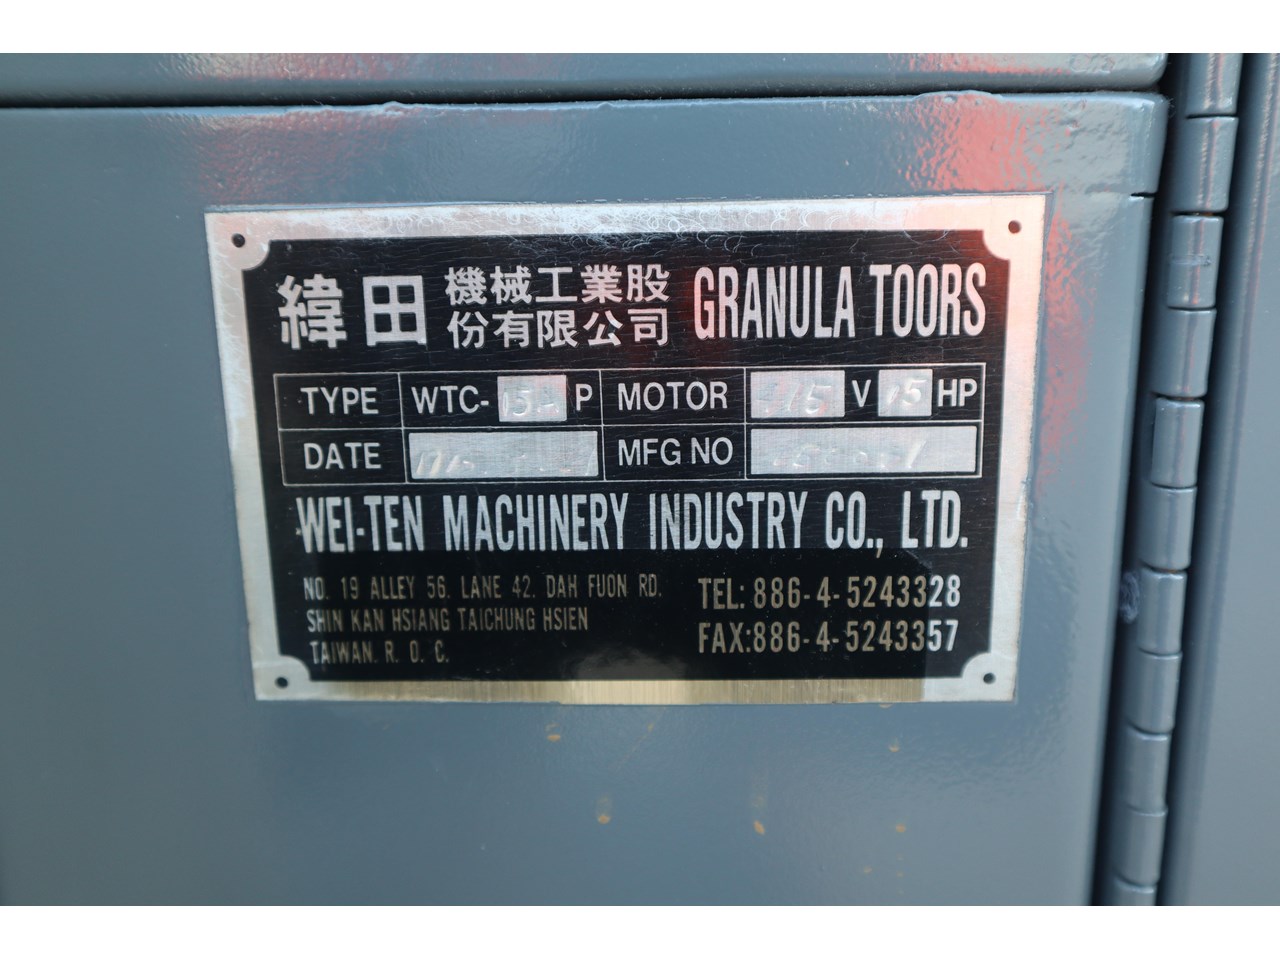 緯田 機械工業股份有限公司 GRANULA TOORS
TYPE WTC- P MOTOR V 15 HP
DATE MFG NO
WEI-TEN MACHINERY INDUSTRY CO., LTD.
NO. 19 ALLEY 56. LANE 42. DAH FUON RD.
SHIN KAN HSIANG TAICHUNG HSIEN
TAIWAN. R. O. C.
TEL: 886-4-5243328
FAX:886-4-5243357